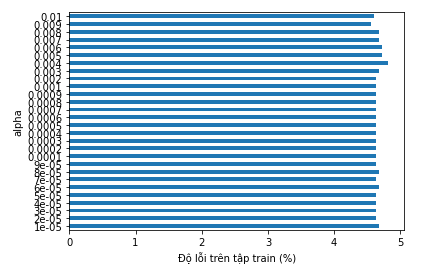 0.01
0.009
0.008
0.007
0.006
0.005
0.004
0.003
0.002
0.001
0.0009
0.0008
0.0007
0.0006
0.0005
0.0004
0.0003
0.0002
0.0001
9e-05
8e-05
7e-05
6e-05
5e-05
4e-05
3e-05
2e-05
1e-05
alpha
0 1 2 3 4 5
Độ lỗi trên tập train (%)